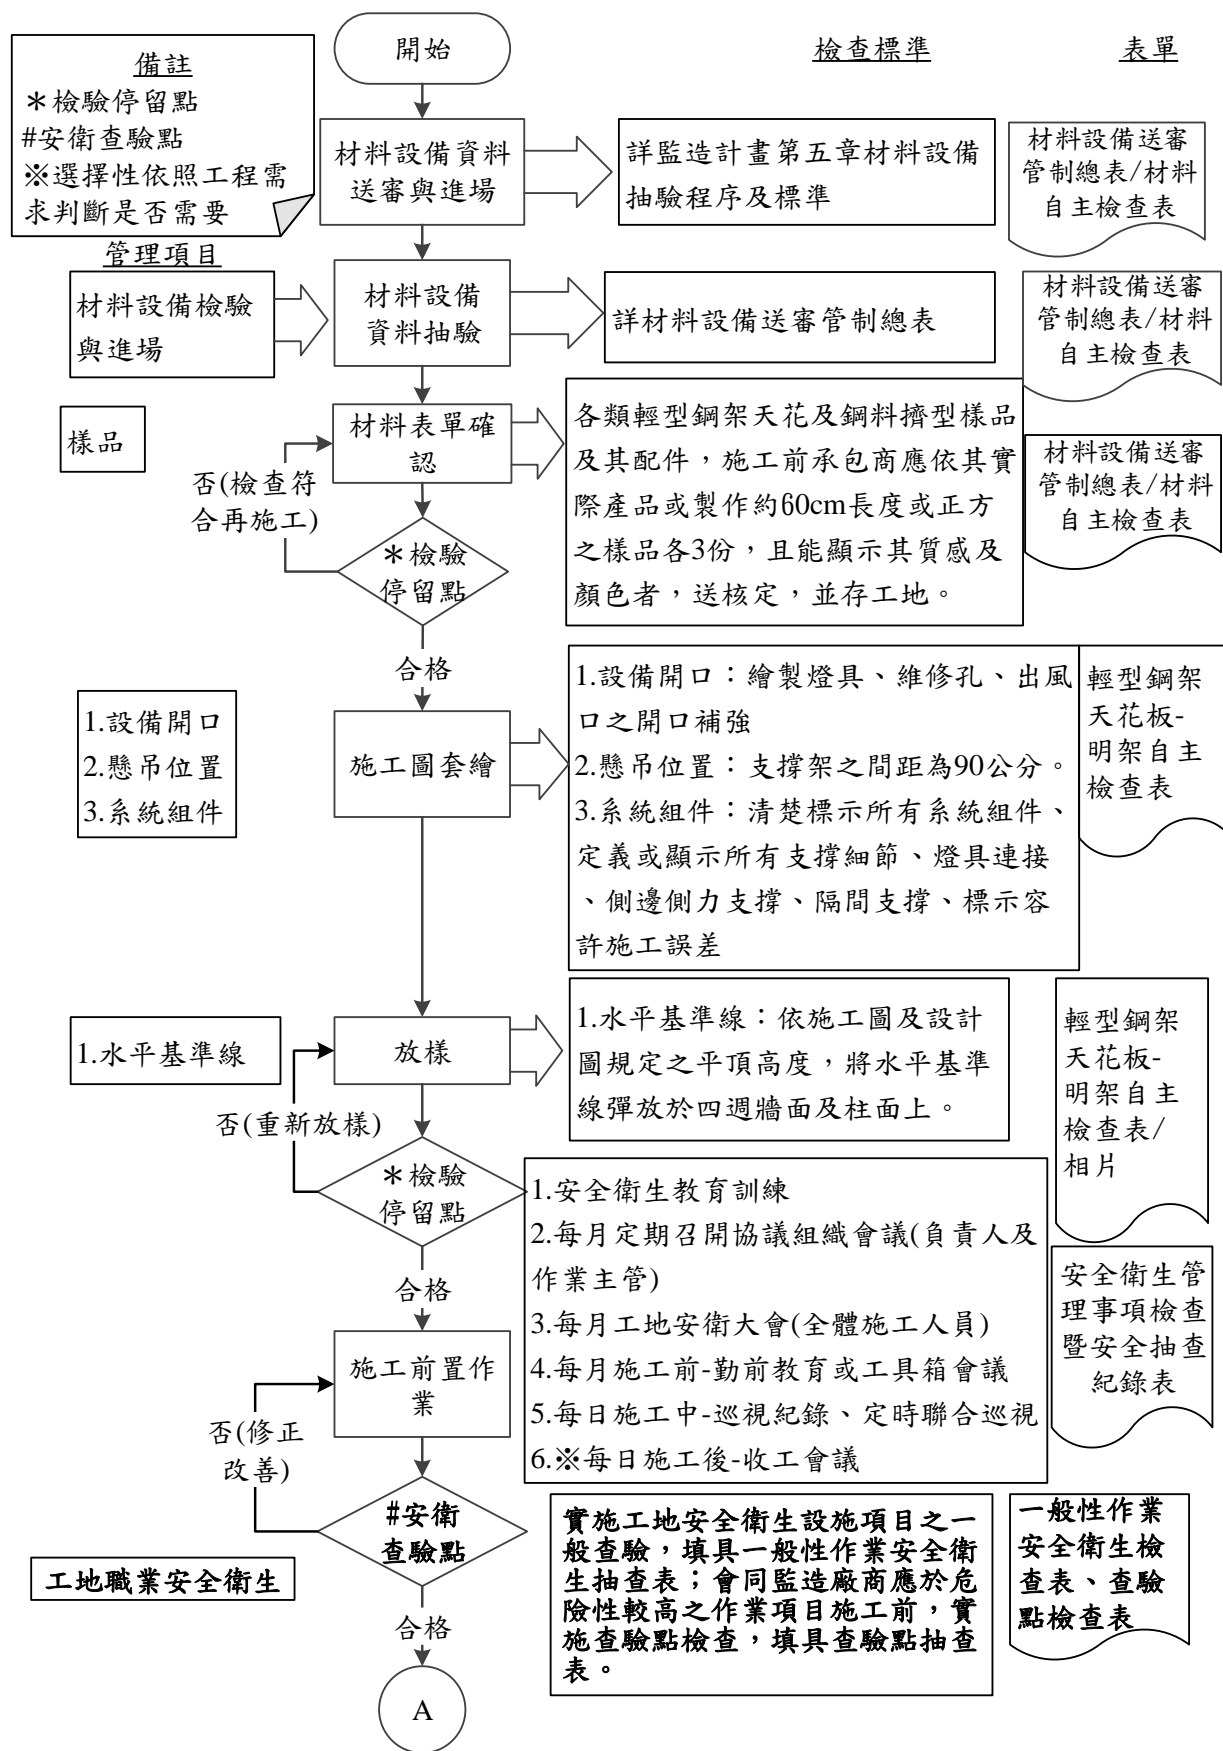 開始
檢查標準
表單
備註
＊檢驗停留點
#安衛查驗點
※選擇性依照工程需
求判斷是否需要
材料設備資料
送審與進場
詳監造計畫第五章材料設備
抽驗程序及標準
材料設備送審
管制總表/材料
自主檢查表
管理項目
材料設備檢驗
與進場
材料設備
資料抽驗
詳材料設備送審管制總表
材料設備送審
管制總表/材料
自主檢查表
樣品
材料表單確
認
各類輕型鋼架天花及鋼料擠型樣品
及其配件，施工前承包商應依其實
際產品或製作約60cm長度或正方
之樣品各3份，且能顯示其質感及
顏色者，送核定，並存工地。
材料設備送審
管制總表/材料
自主檢查表
否(檢查符
合再施工)
＊檢驗
停留點
合格
1.設備開口
2.懸吊位置
3.系統組件
施工圖套繪
1.設備開口：繪製燈具、維修孔、出風
口之開口補強
2.懸吊位置：支撐架之間距為90公分。
3.系統組件：清楚標示所有系統組件、
定義或顯示所有支撐細節、燈具連接
、側邊側力支撐、隔間支撐、標示容
許施工誤差
輕型鋼架
天花板-
明架自主
檢查表
1.水平基準線
放樣
1.水平基準線：依施工圖及設計
圖規定之平頂高度，將水平基準
線彈放於四週牆面及柱面上。
輕型鋼架
天花板-
明架自主
檢查表/
相片
否(重新放樣)
＊檢驗
停留點
合格
1.安全衛生教育訓練
2.每月定期召開協議組織會議(負責人及
作業主管)
3.每月工地安衛大會(全體施工人員)
4.每月施工前-勤前教育或工具箱會議
5.每日施工中-巡視紀錄、定時聯合巡視
6.※每日施工後-收工會議
安全衛生管
理事項檢查
暨安全抽查
紀錄表
施工前置作
業
否(修正
改善)
#安衛
查驗點
工地職業安全衛生
實施工地安全衛生設施項目之一
般查驗，填具一般性作業安全衛
生抽查表；會同監造廠商應於危
險性較高之作業項目施工前，實
施查驗點檢查，填具查驗點抽查
表。
一般性作業
安全衛生檢
查表、查驗
點檢查表
合格
A